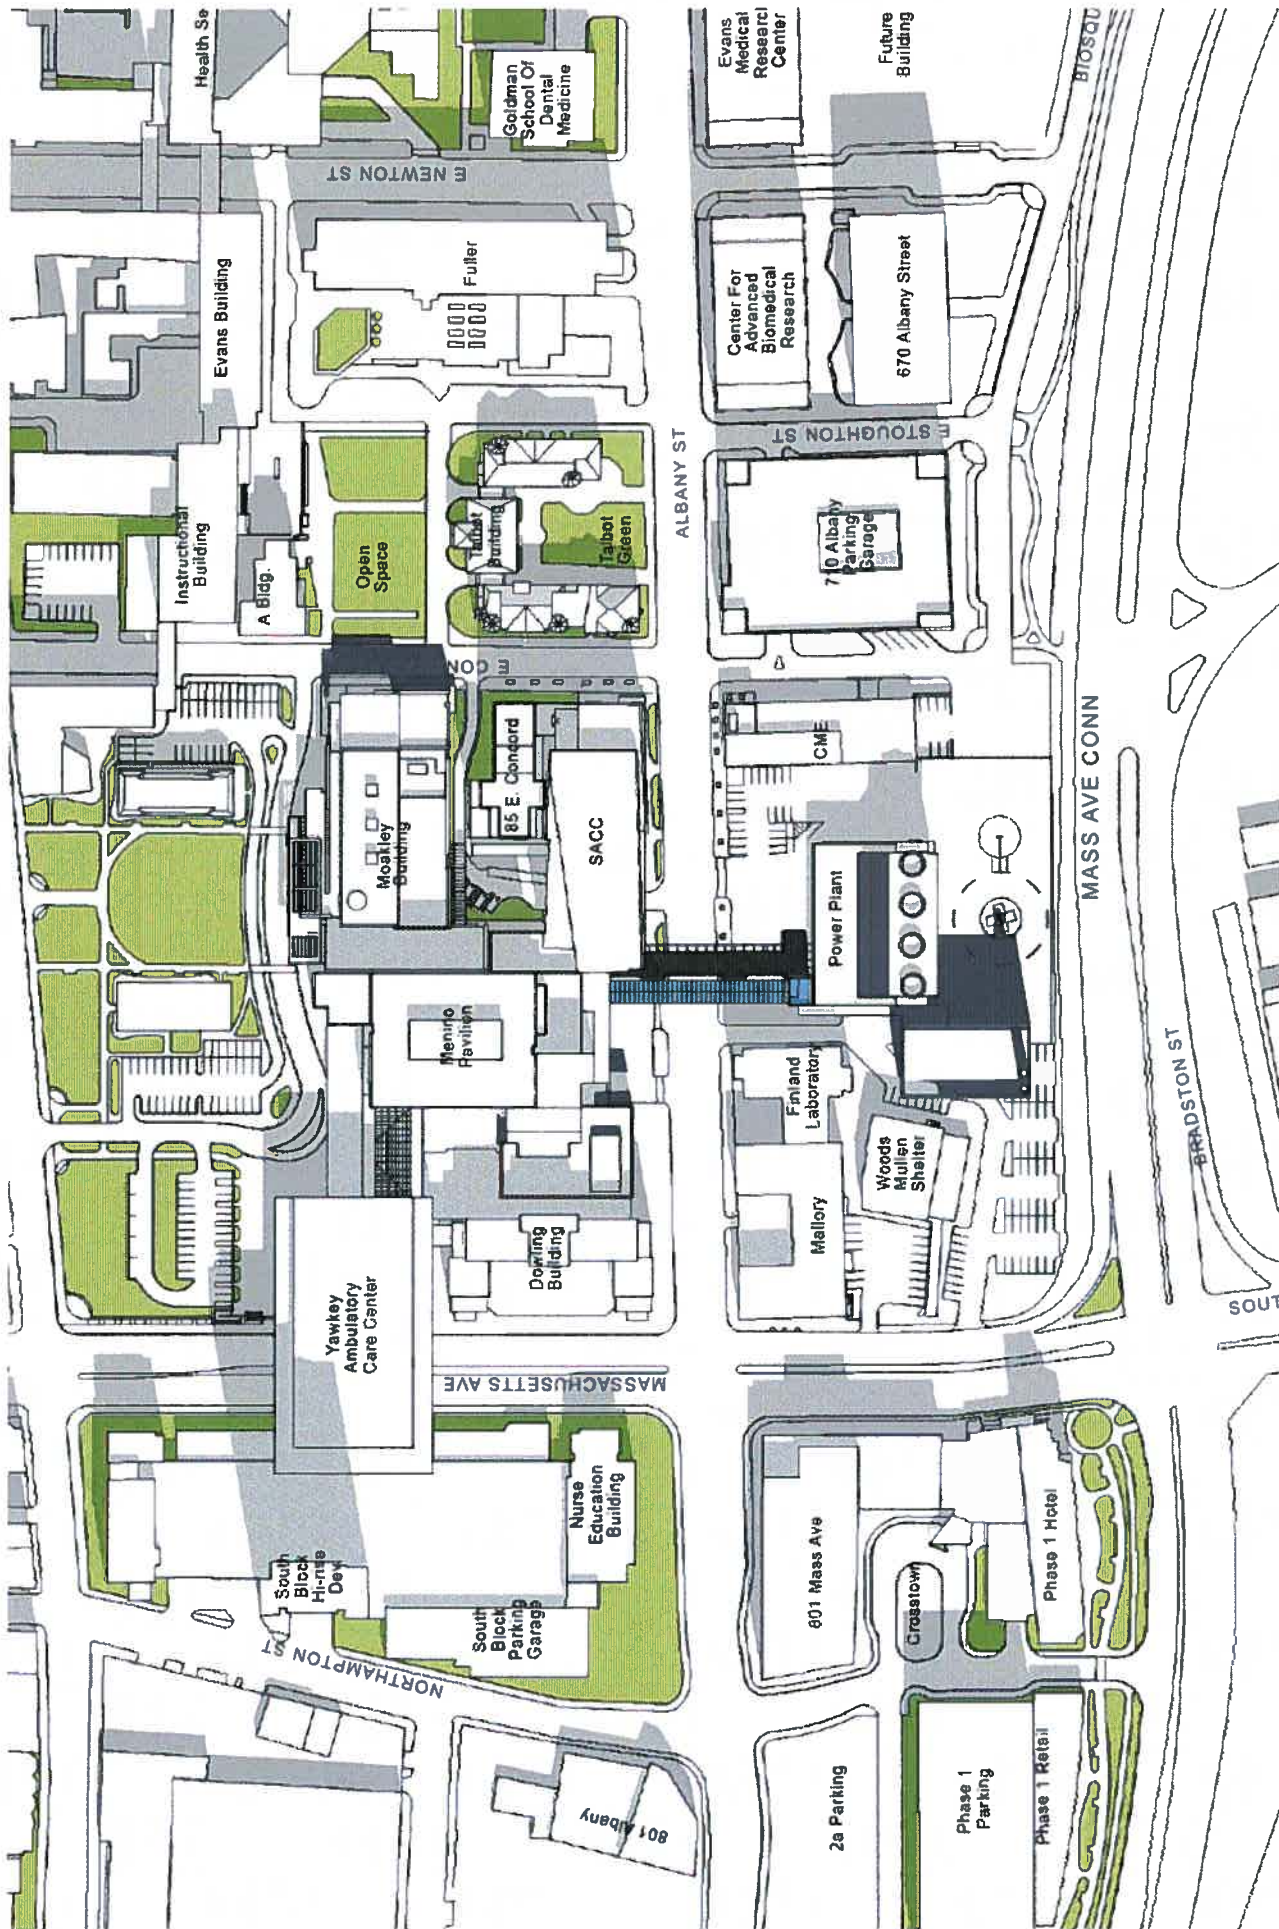 Health Se
Goldman
School Of
Dental
Medicine
Evans
Medical
Research
Center
Future
Building
BIOSQU
E NEWTON ST
Evans Building
Fuller
Center For
Advanced
Biomedical
Research
670 Albany Street
ALBANY ST
E STOUGHTON ST
Instructional
Building
A Bldg.
Open
Space
Talbot
Building
Talbot
Green
710 Albany
Parking
Garage
E CON
Moakley
Building
85 E. Concord
SACC
CME
Power Plant
MASS AVE CONN
Menino
Pavilion
Finland
Laboratory
Woods
Mullen
Shelter
Mallory
BRADSTON ST
Dowling
Building
Yawkey
Ambulatory
Care Center
MASSACHUSETTS AVE
SOUT
Nurse
Education
Building
South
Block
Hi-rise
Dev.
South
Block
Parking
Garage
NORTHAMPTON ST
801 Mass Ave
Crosstown
Phase 1 Hotel
801 Albany
2a Parking
Phase 1
Parking
Phase 1 Retail